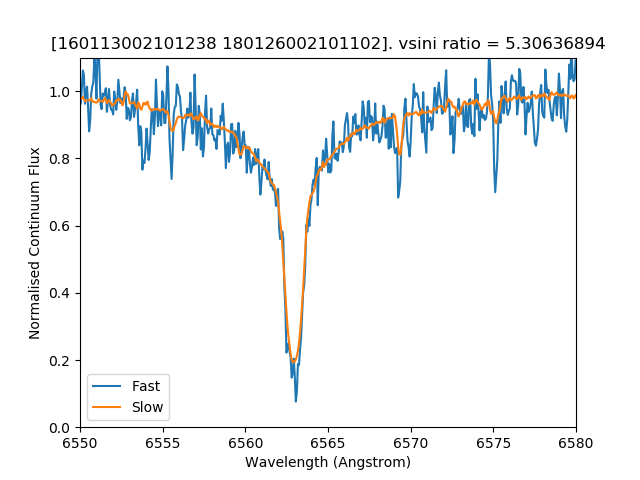 [160113002101238 180126002101102]. vsini ratio = 5.30636894
Normalised Continuum Flux
1.0
0.8
0.6
0.4
0.2
0.0
Fast
Slow
6550 6555 6560 6565 6570 6575 6580
Wavelength (Angstrom)